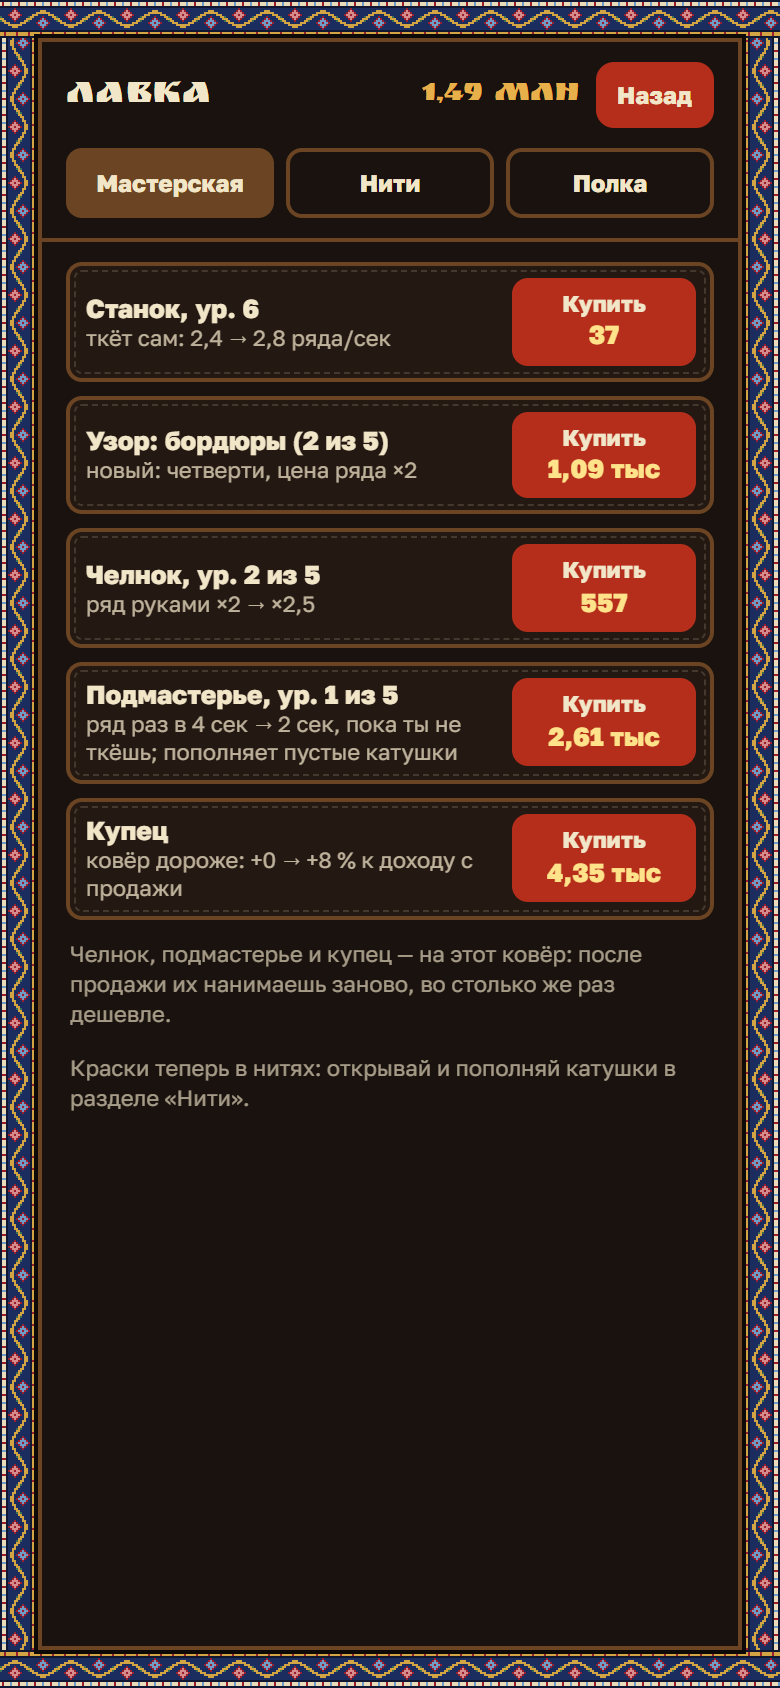 ЛАВКА
1,49 МЛН
Назад
Мастерская
Нити
Полка
Станок, ур. 6
ткёт сам: 2,4 → 2,8 ряда/сек
Купить
37
Узор: бордюры (2 из 5)
новый: четверти, цена ряда ×2
Купить
1,09 тыс
Челнок, ур. 2 из 5
ряд руками ×2 → ×2,5
Купить
557
Подмастерье, ур. 1 из 5
ряд раз в 4 сек → 2 сек, пока ты не
ткёшь; пополняет пустые катушки
Купить
2,61 тыс
Купец
ковёр дороже: +0 → +8 % к доходу с
продажи
Купить
4,35 тыс
Челнок, подмастерье и купец — на этот ковёр: после
продажи их нанимаешь заново, во столько же раз
дешевле.
Краски теперь в нитях: открывай и пополняй катушки в
разделе «Нити».